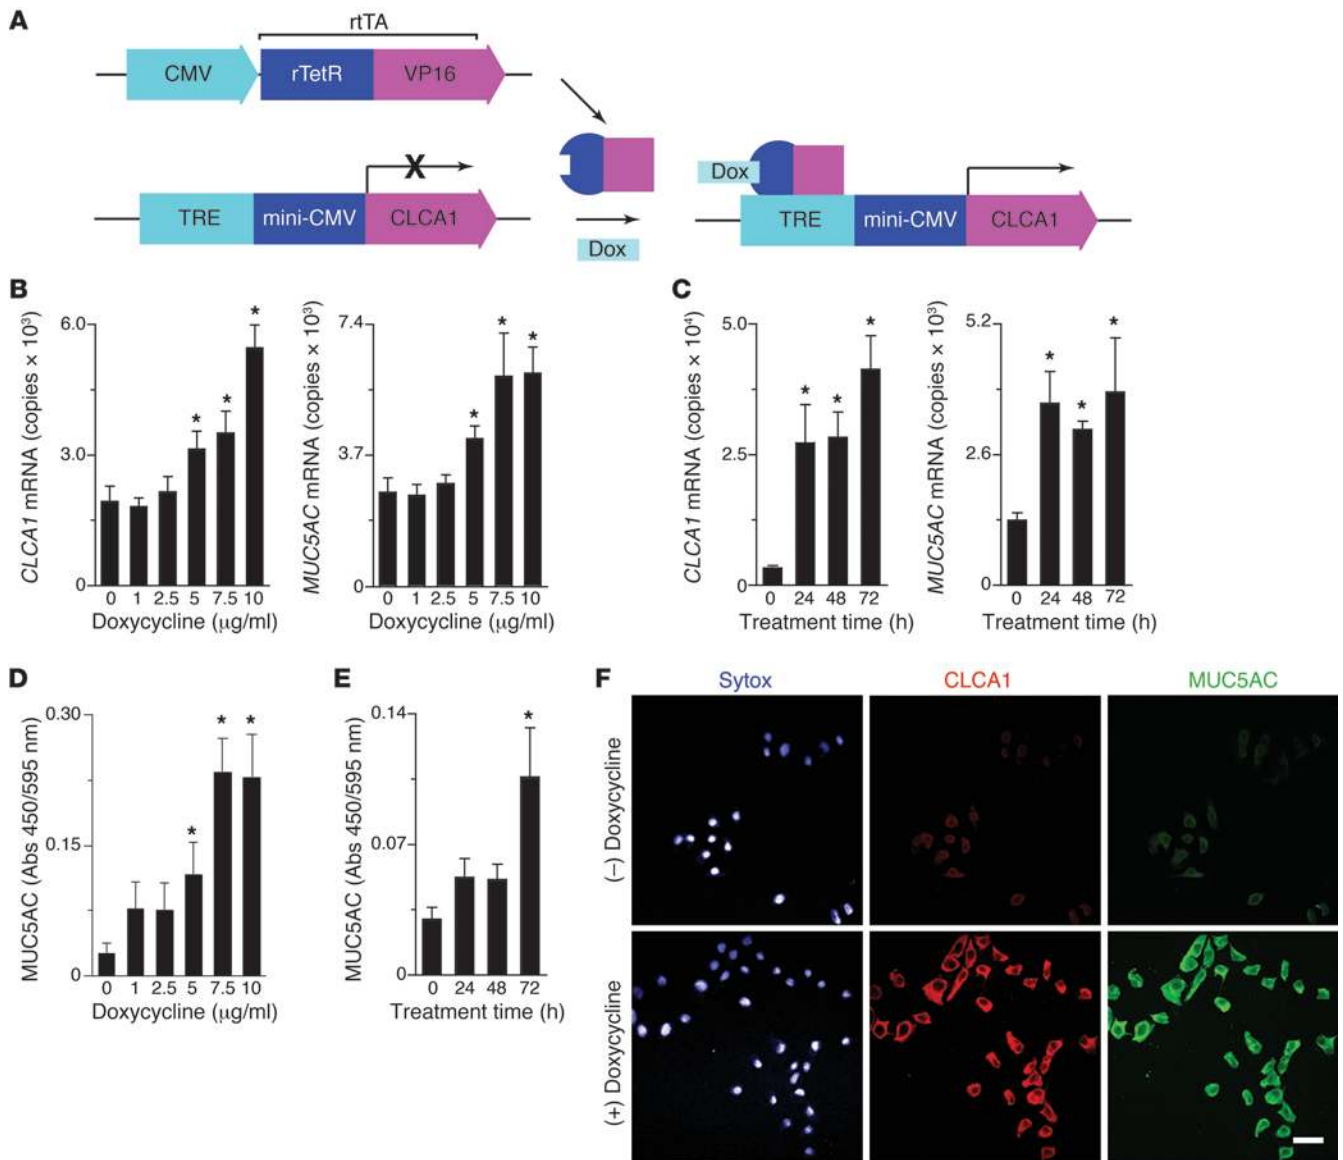 A
rtTA
CMV rTetR VP16
X
Dox
TRE mini-CMV CLCA1
TRE mini-CMV CLCA1
Dox
B
CLCA1 mRNA (copies × 10³)
6.0
3.0
0
*
*
*
0 1 2.5 5 7.5 10
Doxycycline (µg/ml)
MUC5AC mRNA (copies × 10³)
7.4
3.7
0
*
*
*
0 1 2.5 5 7.5 10
Doxycycline (µg/ml)
C
CLCA1 mRNA (copies × 10⁴)
5.0
2.5
0
*
*
*
0 24 48 72
Treatment time (h)
MUC5AC mRNA (copies × 10³)
5.2
2.6
0
*
*
*
0 24 48 72
Treatment time (h)
D
MUC5AC (Abs 450/595 nm)
0.30
0.15
0
*
*
*
0 1 2.5 5 7.5 10
Doxycycline (µg/ml)
E
MUC5AC (Abs 450/595 nm)
0.14
0.07
0
*
0 24 48 72
Treatment time (h)
F
Sytox CLCA1 MUC5AC
(−) Doxycycline
(+) Doxycycline